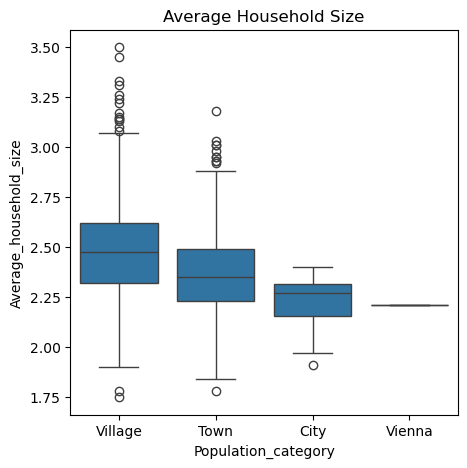 Average Household Size
Average_household_size
3.50
3.25
3.00
2.75
2.50
2.25
2.00
1.75
Village Town City Vienna
Population_category